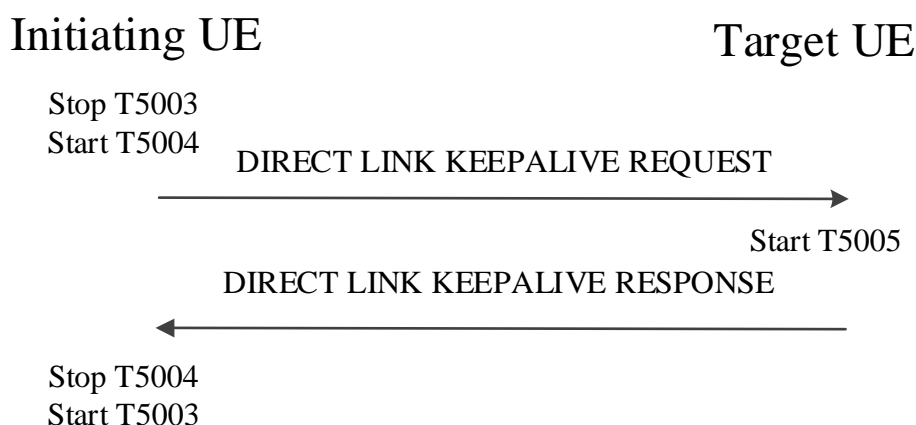 Initiating UE
Target UE
Stop T5003
Start T5004
DIRECT LINK KEEPALIVE REQUEST
Start T5005
DIRECT LINK KEEPALIVE RESPONSE
Stop T5004
Start T5003